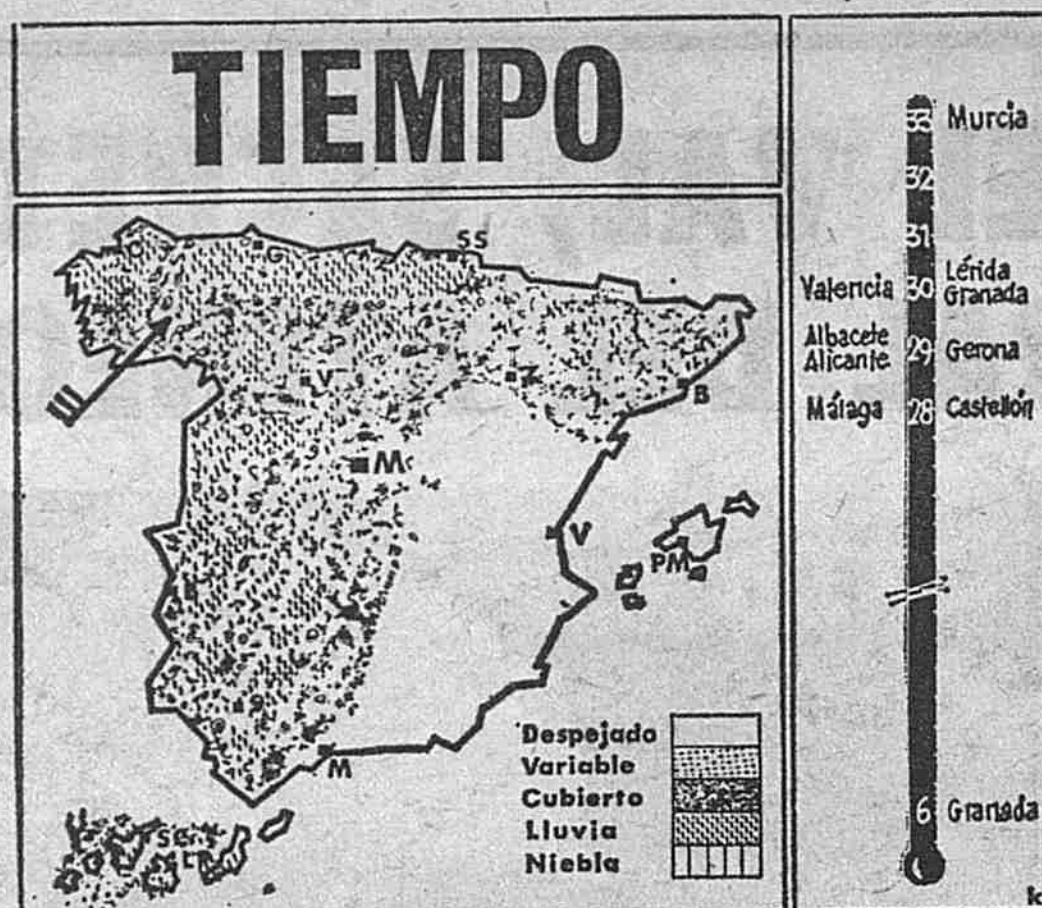 TIEMPO
C
G
SS
V
Z
B
M
V
PM
S
M
Despejado
Variable
Cubierto
Lluvia
Niebla
33 Murcia
32
31
Valencia 30 Lérida
Granada
Albacete
Alicante 29 Gerona
Málaga 28 Castellón
6 Granada